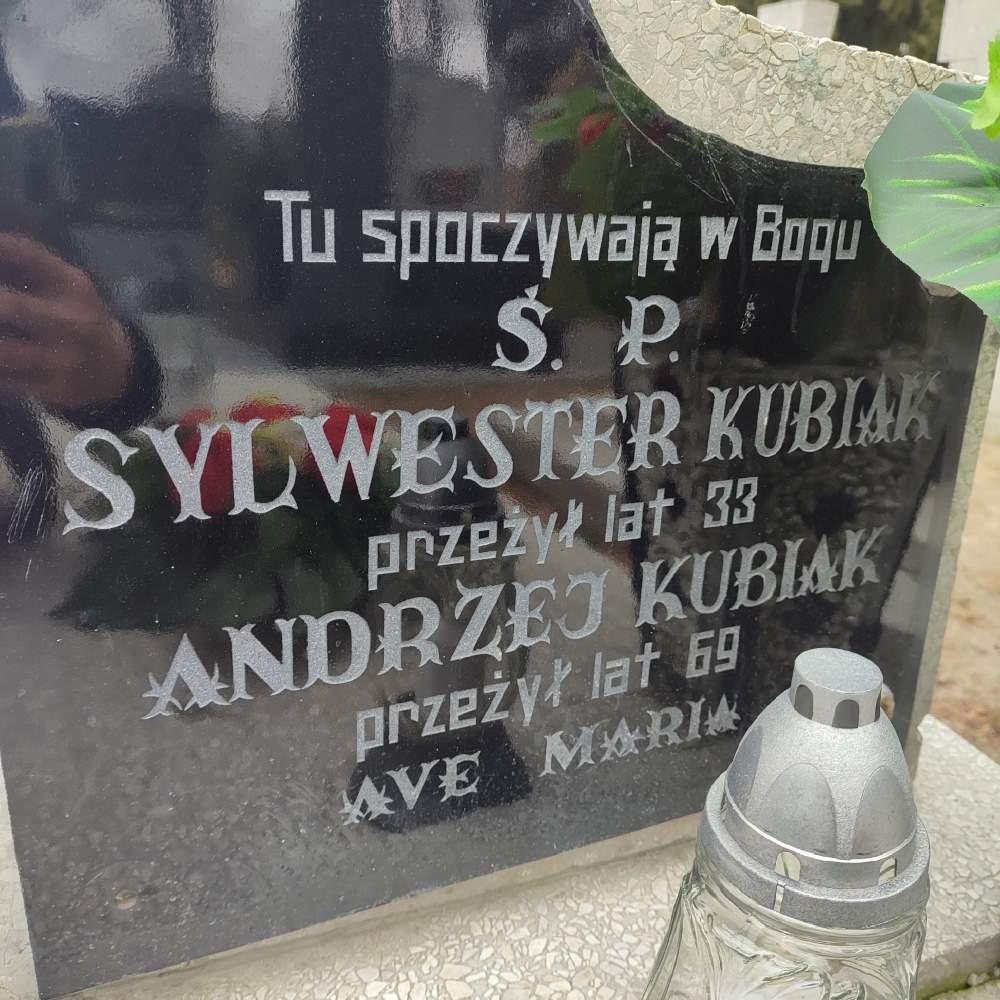 Tu spoczywają w Bogu
Ś. P.
SYLWESTER KUBIAK
przeżył lat 33
ANDRZEJ KUBIAK
przeżył lat 69
AVE MARIA